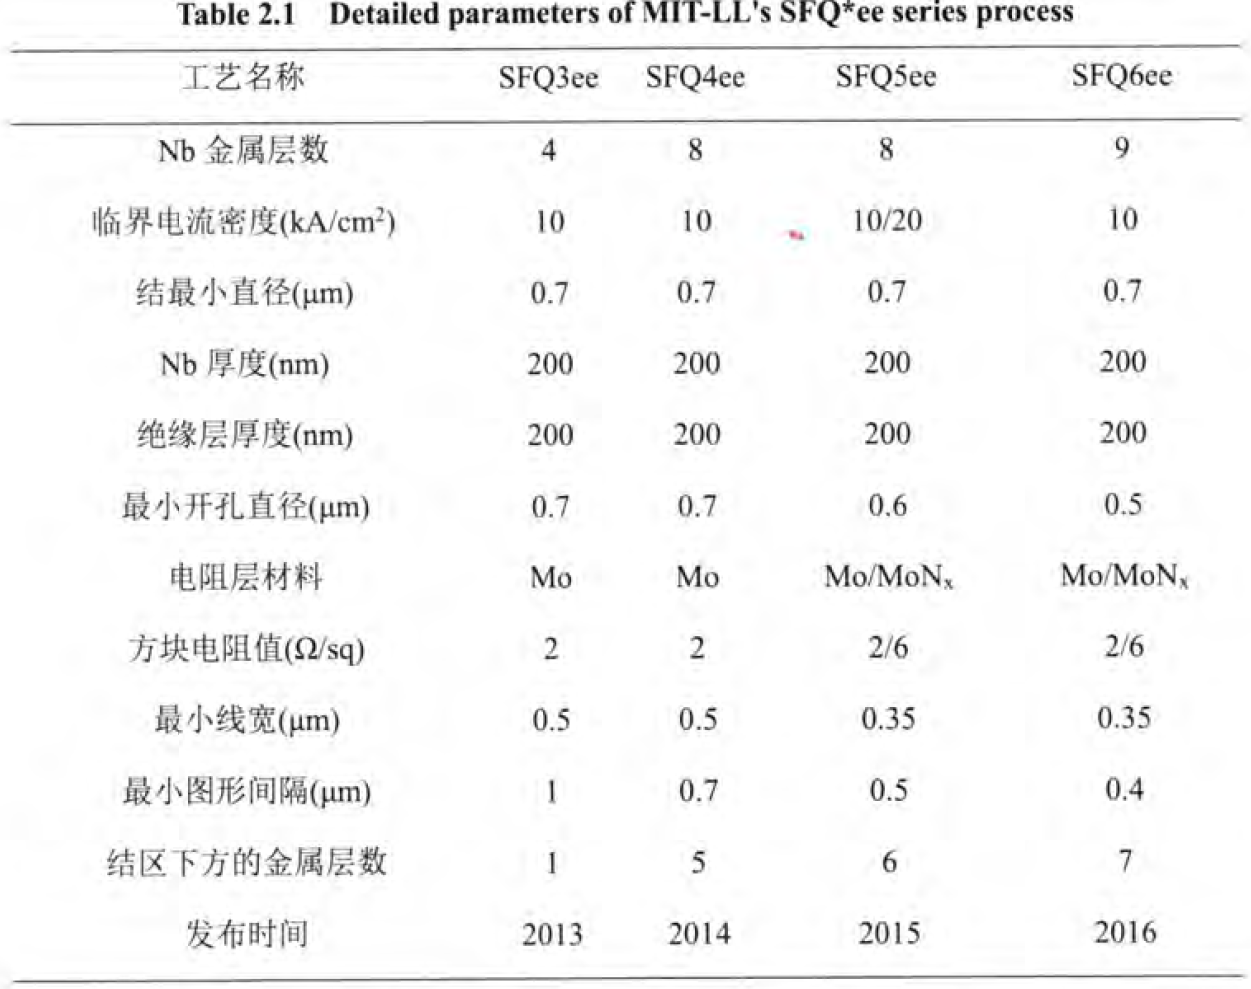 Table 2.1 Detailed parameters of MIT-LL's SFQ*ee series process
工艺名称 SFQ3ee SFQ4ee SFQ5ee SFQ6ee
Nb 金属层数 4 8 8 9
临界电流密度(kA/cm²) 10 10 10/20 10
结最小直径(μm) 0.7 0.7 0.7 0.7
Nb 厚度(nm) 200 200 200 200
绝缘层厚度(nm) 200 200 200 200
最小开孔直径(μm) 0.7 0.7 0.6 0.5
电阻层材料 Mo Mo Mo/MoNₓ Mo/MoNₓ
方块电阻值(Ω/sq) 2 2 2/6 2/6
最小线宽(μm) 0.5 0.5 0.35 0.35
最小图形间隔(μm) 1 0.7 0.5 0.4
结区下方的金属层数 1 5 6 7
发布时间 2013 2014 2015 2016